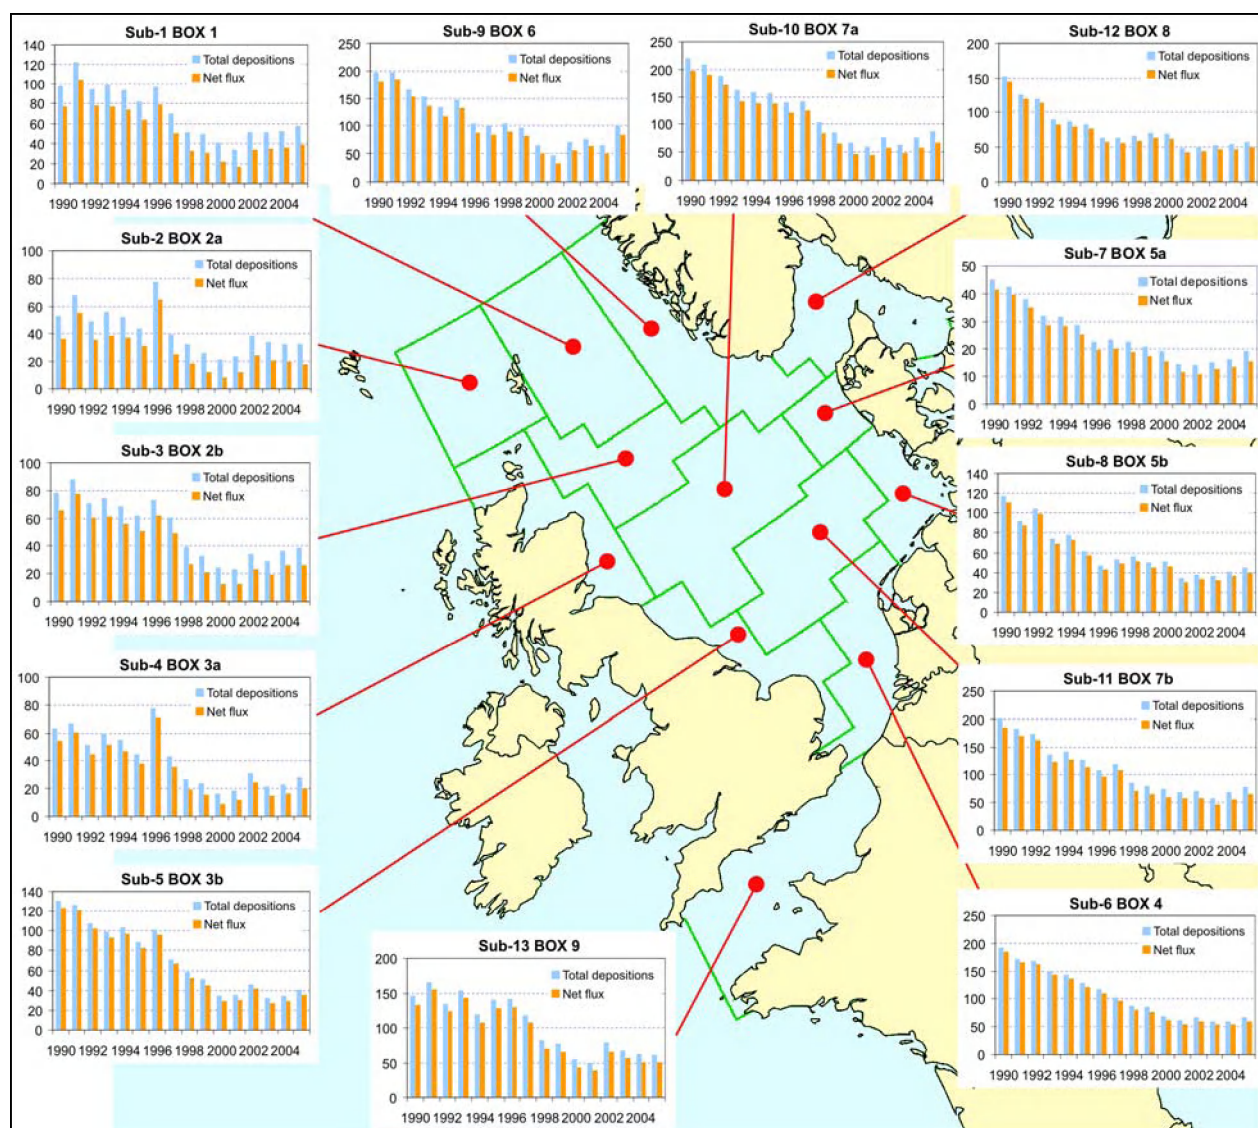 Sub-1 BOX 1
140
120
100
80
60
40
20
0
Total depositions
Net flux
1990 1992 1994 1996 1998 2000 2002 2004
Sub-9 BOX 6
250
200
150
100
50
0
Total depositions
Net flux
1990 1992 1994 1996 1998 2000 2002 2004
Sub-10 BOX 7a
250
200
150
100
50
0
Total depositions
Net flux
1990 1992 1994 1996 1998 2000 2002 2004
Sub-12 BOX 8
200
150
100
50
0
Total depositions
Net flux
1990 1992 1994 1996 1998 2000 2002 2004
Sub-2 BOX 2a
100
80
60
40
20
0
Total depositions
Net flux
1990 1992 1994 1996 1998 2000 2002 2004
Sub-7 BOX 5a
50
40
30
20
10
0
Total depositions
Net flux
1990 1992 1994 1996 1998 2000 2002 2004
Sub-3 BOX 2b
100
80
60
40
20
0
Total depositions
Net flux
1990 1992 1994 1996 1998 2000 2002 2004
Sub-8 BOX 5b
140
120
100
80
60
40
20
0
Total depositions
Net flux
1990 1992 1994 1996 1998 2000 2002 2004
Sub-4 BOX 3a
100
80
60
40
20
0
Total depositions
Net flux
1990 1992 1994 1996 1998 2000 2002 2004
Sub-11 BOX 7b
250
200
150
100
50
0
Total depositions
Net flux
1990 1992 1994 1996 1998 2000 2002 2004
Sub-5 BOX 3b
140
120
100
80
60
40
20
0
Total depositions
Net flux
1990 1992 1994 1996 1998 2000 2002 2004
Sub-13 BOX 9
200
150
100
50
0
Total depositions
Net flux
1990 1992 1994 1996 1998 2000 2002 2004
Sub-6 BOX 4
250
200
150
100
50
0
Total depositions
Net flux
1990 1992 1994 1996 1998 2000 2002 2004